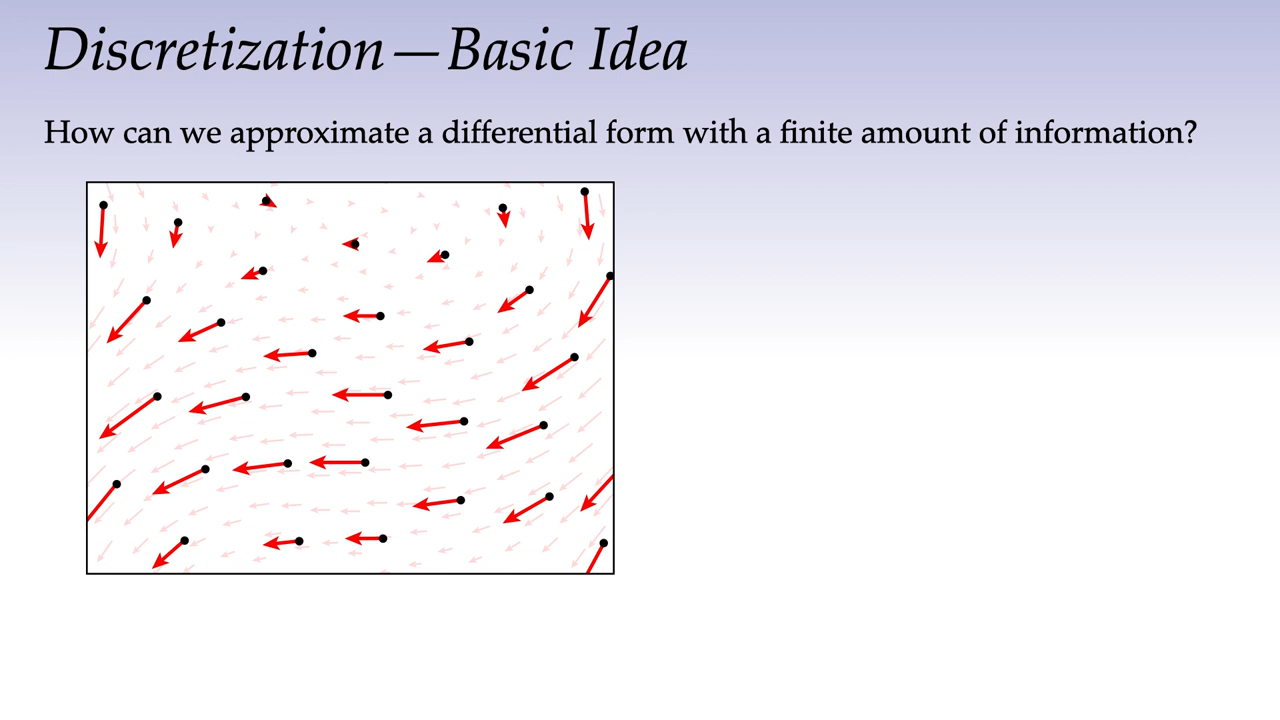 Discretization—Basic Idea
How can we approximate a differential form with a finite amount of information?